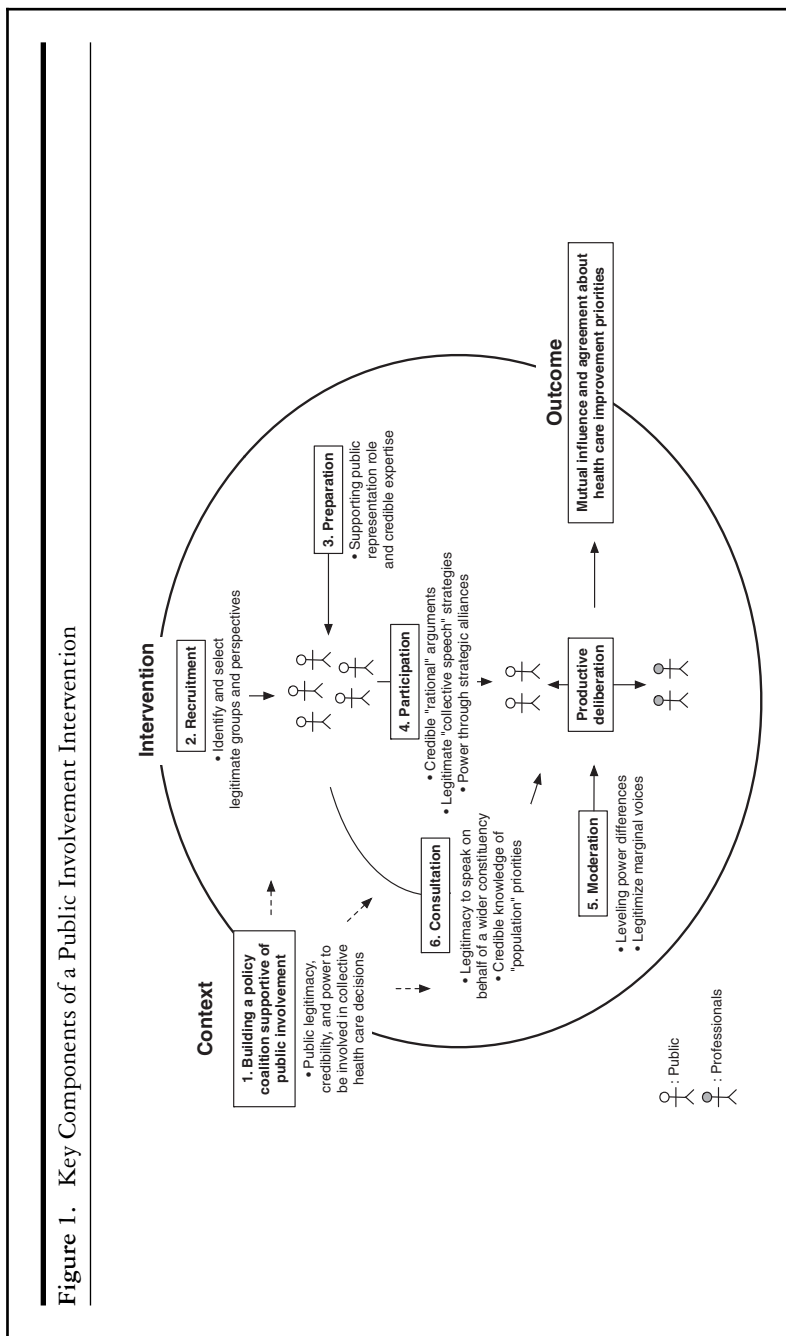 Figure 1. Key Components of a Public Involvement Intervention
Context
1. Building a policy
coalition supportive of
public involvement
• Public legitimacy,
credibility, and power to
be involved in collective
health care decisions
Intervention
2. Recruitment
• Identify and select
legitimate groups and perspectives
3. Preparation
• Supporting public
representation role
and credible expertise
4. Participation
• Credible "rational" arguments
• Legitimate "collective speech" strategies
• Power through strategic alliances
6. Consultation
• Legitimacy to speak on
behalf of a wider constituency
• Credible knowledge of
"population" priorities
5. Moderation
• Leveling power differences
• Legitimize marginal voices
Productive
deliberation
Outcome
Mutual influence and agreement about
health care improvement priorities
: Public
: Professionals